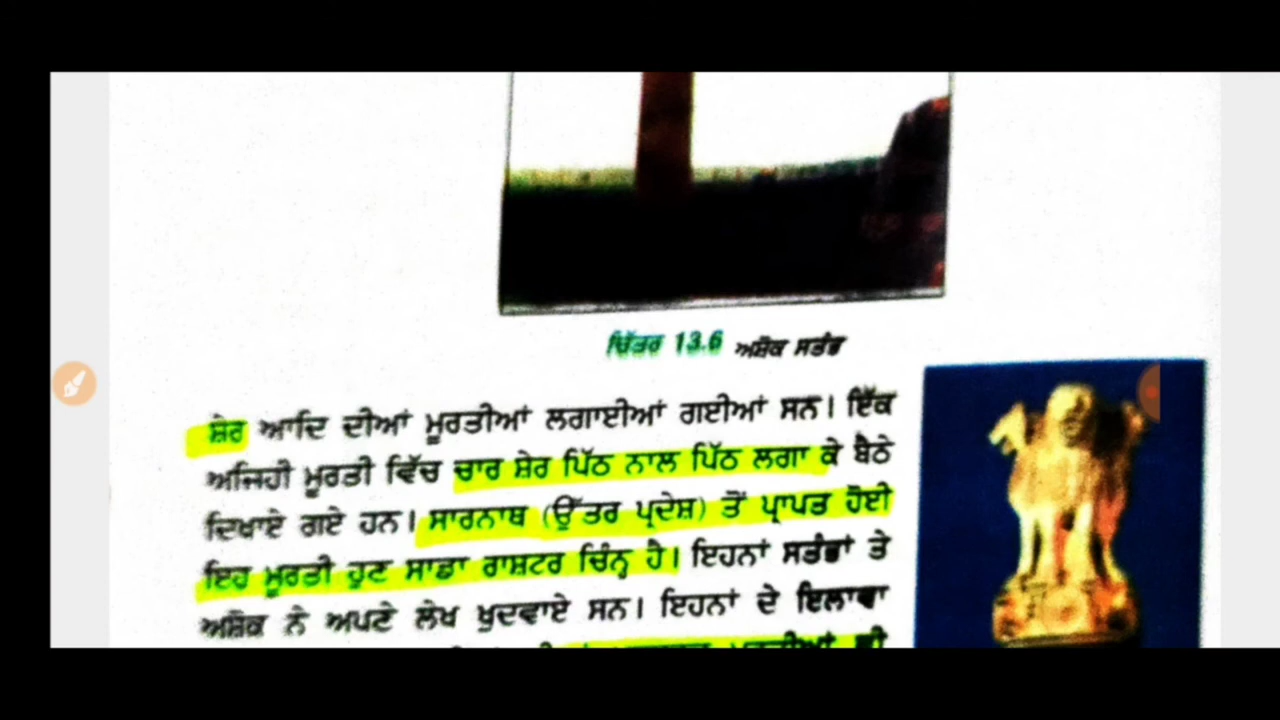 ਚਿੱਤਰ 13.6 ਅਸ਼ੋਕ ਸਤੰਭ
ਸ਼ੇਰ ਆਦਿ ਦੀਆਂ ਮੂਰਤੀਆਂ ਲਗਾਈਆਂ ਗਈਆਂ ਸਨ। ਇੱਕ
ਅਜਿਹੀ ਮੂਰਤੀ ਵਿੱਚ ਚਾਰ ਸ਼ੇਰ ਪਿੱਠ ਨਾਲ ਪਿੱਠ ਲਗਾ ਕੇ ਬੈਠੇ
ਦਿਖਾਏ ਗਏ ਹਨ। ਸਾਰਨਾਥ (ਉੱਤਰ ਪ੍ਰਦੇਸ਼) ਤੋਂ ਪ੍ਰਾਪਤ ਹੋਈ
ਇਹ ਮੂਰਤੀ ਹੁਣ ਸਾਡਾ ਰਾਸ਼ਟਰ ਚਿੰਨ੍ਹ ਹੈ। ਇਹਨਾਂ ਸਤੰਭਾਂ ਤੇ
ਅਸ਼ੋਕ ਨੇ ਅਪਣੇ ਲੇਖ ਖੁਦਵਾਏ ਸਨ। ਇਹਨਾਂ ਦੇ ਇਲਾਵਾ